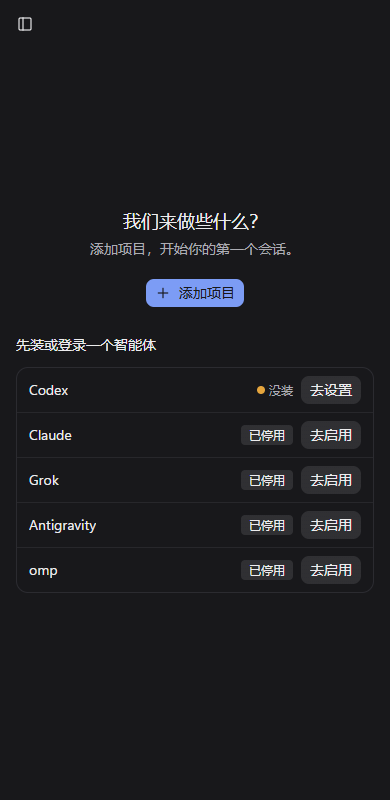 我们来做些什么?
添加项目，开始你的第一个会话。
添加项目
先装或登录一个智能体
Codex 没装 去设置
Claude 已停用 去启用
Grok 已停用 去启用
Antigravity 已停用 去启用
omp 已停用 去启用